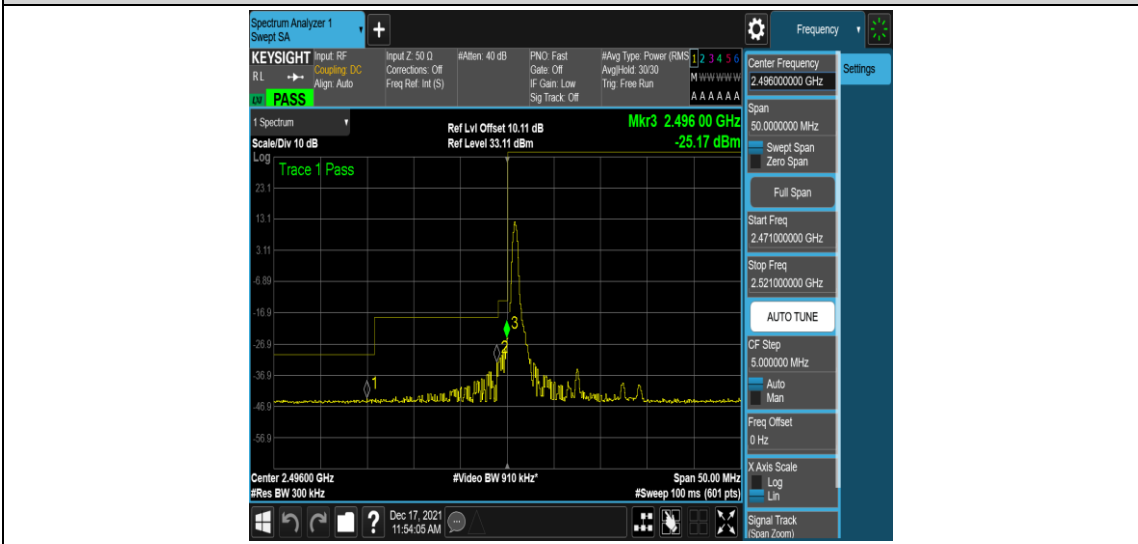 Spectrum Analyzer 1
Swept SA
+
Frequency
KEYSIGHT
RL
PASS
Input: RF
Coupling: DC
Align: Auto
Input Z: 50 Ω
Corrections: Off
Freq Ref: Int (S)
#Atten: 40 dB
PNO: Fast
Gate: Off
IF Gain: Low
Sig Track: Off
#Avg Type: Power (RMS
Avg|Hold: 30/30
Trig: Free Run
1 2 3 4 5 6
M W W W W W
A A A A A A
1 Spectrum
Scale/Div 10 dB
Ref Lvl Offset 10.11 dB
Ref Level 33.11 dBm
Mkr3 2.496 00 GHz
-25.17 dBm
Log
Trace 1 Pass
23.1
13.1
3.11
-6.89
-16.9
-26.9
-36.9
-46.9
-56.9
1
2
3
Center 2.49600 GHz
#Res BW 300 kHz
#Video BW 910 kHz*
Span 50.00 MHz
#Sweep 100 ms (601 pts)
?
Dec 17, 2021
11:54:05 AM
Center Frequency
2.496000000 GHz
Settings
Span
50.0000000 MHz
Swept Span
Zero Span
Full Span
Start Freq
2.471000000 GHz
Stop Freq
2.521000000 GHz
AUTO TUNE
CF Step
5.000000 MHz
Auto
Man
Freq Offset
0 Hz
X Axis Scale
Log
Lin
Signal Track
(Span Zoom)